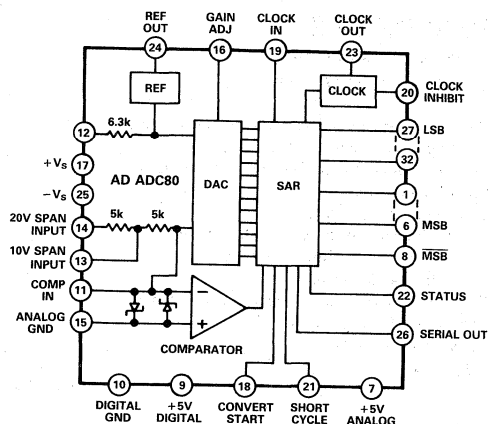 REF OUT
GAIN ADJ
CLOCK IN
CLOCK OUT
24
16
19
23
REF
CLOCK
20
CLOCK INHIBIT
6.3k
12
27
LSB
+VS
17
32
AD ADC80
DAC
SAR
-VS
25
1
20V SPAN INPUT
14
5k
5k
6
MSB
10V SPAN INPUT
13
8
MSB
COMP IN
11
−
22
STATUS
ANALOG GND
15
+
26
SERIAL OUT
COMPARATOR
10
9
18
21
7
DIGITAL GND
+5V DIGITAL
CONVERT START
SHORT CYCLE
+5V ANALOG